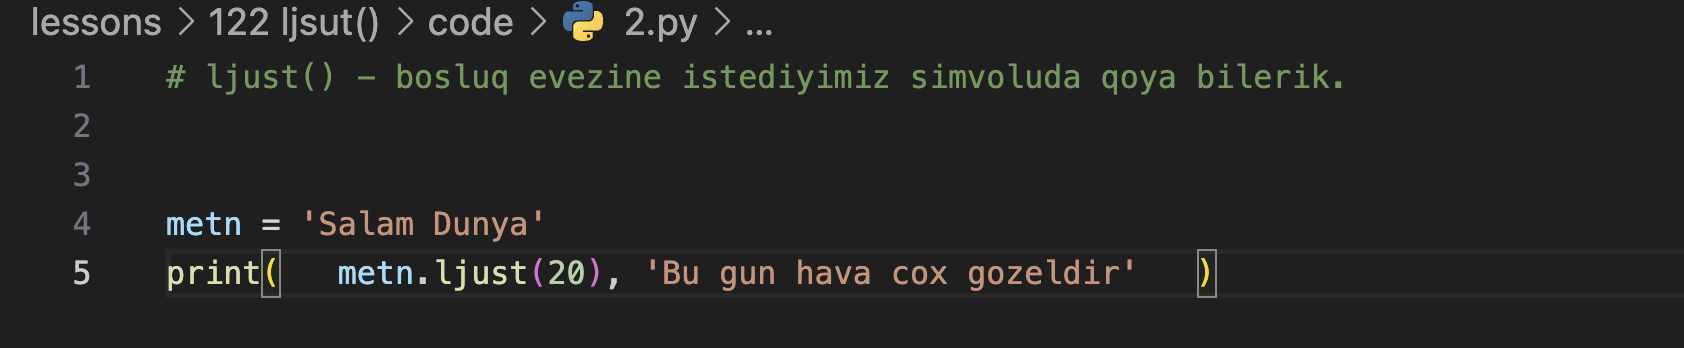 lessons > 122 ljsut() > code > 2.py > ...
1 # ljust() - bosluq evezine istediyimiz simvoluda qoya bilerik.
2
3
4 metn = 'Salam Dunya'
5 print(   metn.ljust(20), 'Bu gun hava cox gozeldir'   )